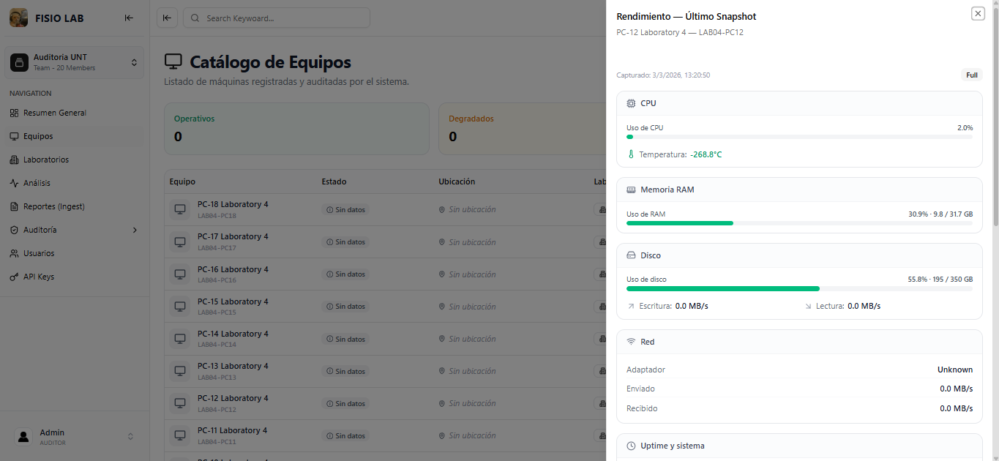 FISIO LAB
Auditoria UNT
Team - 20 Members
NAVIGATION
Resumen General
Equipos
Laboratorios
Análisis
Reportes (Ingest)
Auditoría
Usuarios
API Keys
Admin
AUDITOR
Search Keywoard...
Catálogo de Equipos
Listado de máquinas registradas y auditadas por el sistema.
Operativos
0
Degradados
0
Equipo Estado Ubicación Lab
PC-18 Laboratory 4
LAB04-PC18
Sin datos
Sin ubicación
PC-17 Laboratory 4
LAB04-PC17
Sin datos
Sin ubicación
PC-16 Laboratory 4
LAB04-PC16
Sin datos
Sin ubicación
PC-15 Laboratory 4
LAB04-PC15
Sin datos
Sin ubicación
PC-14 Laboratory 4
LAB04-PC14
Sin datos
Sin ubicación
PC-13 Laboratory 4
LAB04-PC13
Sin datos
Sin ubicación
PC-12 Laboratory 4
LAB04-PC12
Sin datos
Sin ubicación
PC-11 Laboratory 4
LAB04-PC11
Sin datos
Sin ubicación
Rendimiento — Último Snapshot
PC-12 Laboratory 4 — LAB04-PC12
Capturado: 3/3/2026, 13:20:50
Full
CPU
Uso de CPU 2.0%
Temperatura: -268.8°C
Memoria RAM
Uso de RAM 30.9% · 9.8 / 31.7 GB
Disco
Uso de disco 55.8% · 195 / 350 GB
Escritura: 0.0 MB/s Lectura: 0.0 MB/s
Red
Adaptador Unknown
Enviado 0.0 MB/s
Recibido 0.0 MB/s
Uptime y sistema